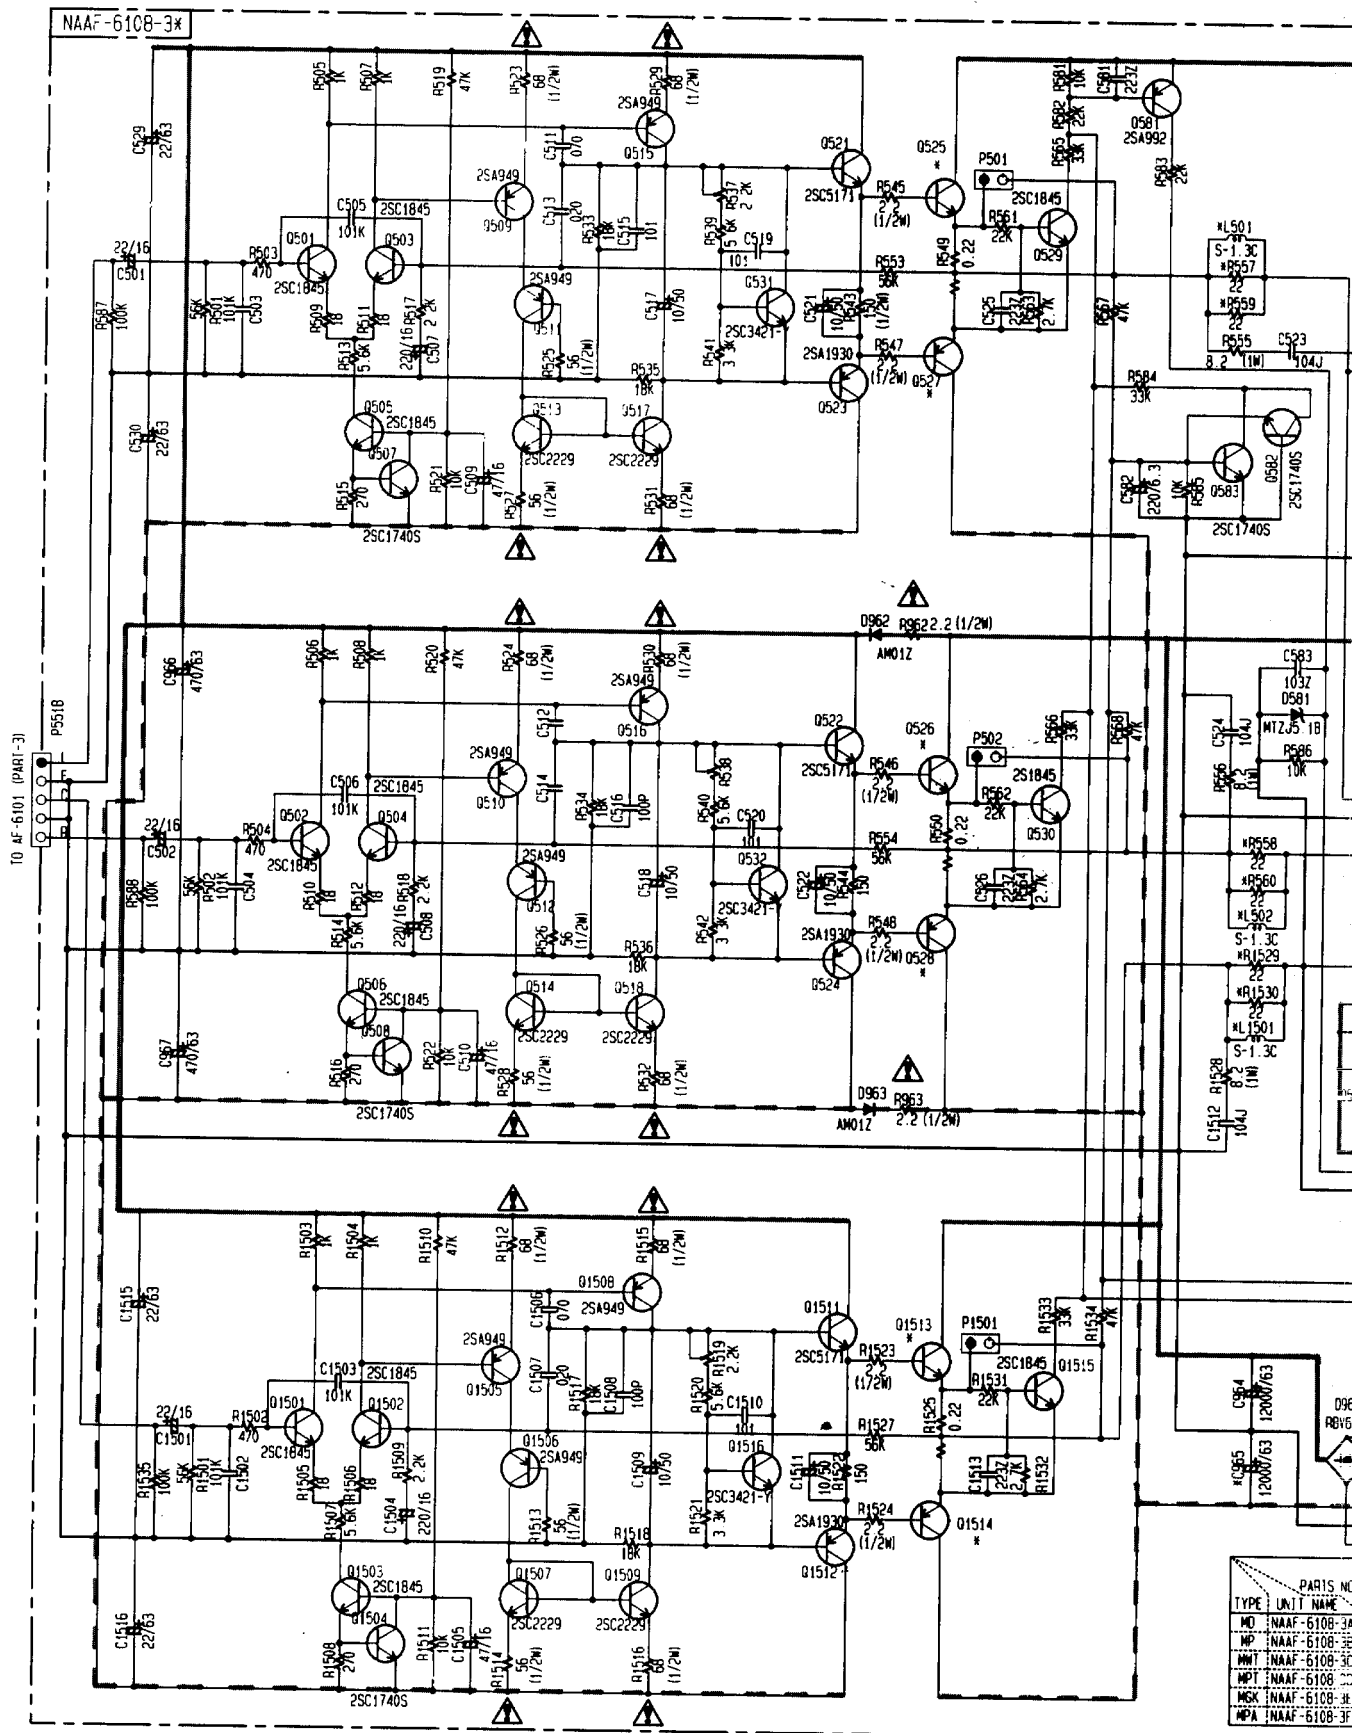 NAAF-6108-3*
R505
1K
R507
1K
R519
47K
R523
68
(1/2W)
R529
68
(1/2W)
C529
22/63
2SA949
Q515
C511
070
2SA949
Q509
C513
020
R533
18K
C515
101
R537
2.2K
R539
5.6K
C519
101
Q521
2SC5171
R545
2.2
(1/2W)
Q525
*
P501
R561
22K
2SC1845
Q529
R581
10K
R582
22K
R565
33K
C581
223Z
Q581
2SA992
R583
22K
22/16
C501
R503
470
C505
101K
2SC1845
Q501
2SC1845
Q503
R587
100K
56K
R501
101K
C503
R509
18
R511
18
R513
5.6K
R517
2.2K
220/16
C507
2SA949
Q511
R525
56
(1/2W)
C517
10/50
R535
18K
Q531
2SC3421-Y
R541
3.3K
C521
10/50
R543
150
(1/2W)
2SA1930
Q523
R547
2.2
(1/2W)
Q527
*
R549
0.22
R553
56K
C525
223Z
R563
2.7K
R567
47K
*L501
S-1.3C
*R557
22
*R559
22
R555
8.2 (1W)
C523
104J
R584
33K
C530
22/63
Q505
2SC1845
Q507
R515
270
2SC1740S
R521
10K
C509
47/16
Q513
2SC2229
Q517
2SC2229
R527
56
(1/2W)
R531
68
(1/2W)
C582
220/6.3
10K
R585
Q583
2SC1740S
Q582
2SC1740S
TO AF-6101 (PART-3)
P551B
C966
470/63
R506
1K
R508
1K
R520
47K
R524
68
(1/2W)
R530
68
(1/2W)
D962
AM01Z
R962 2.2 (1/2W)
2SA949
Q516
C512
2SA949
Q510
C514
R534
18K
C516
100P
R538
R540
5.6K
C520
101
Q522
2SC5171
R546
2.2
(1/2W)
Q526
*
P502
R562
22K
2S1845
Q530
R566
33K
R568
47K
C524
104J
R556
8.2
(1W)
C583
103Z
D581
MTZJ5.1B
R586
10K
22/16
C502
R504
470
C506
101K
2SC1845
Q502
2SC1845
Q504
R588
100K
56K
R502
101K
C504
R510
18
R512
18
R514
5.6K
R518
2.2K
220/16
C508
2SA949
Q512
R526
56
(1/2W)
C518
10/50
R536
18K
Q532
2SC3421-Y
R542
3.3K
C522
10/50
R544
150
2SA1930
Q524
R548
2.2
(1/2W)
Q528
*
R550
0.22
R554
56K
C526
223Z
R564
2.7K
*R558
22
*R560
22
*L502
S-1.3C
*R1529
22
*R1530
22
*L1501
S-1.3C
R1528
8.2
(1W)
C1512
104J
C967
470/63
Q506
2SC1845
Q508
R516
270
2SC1740S
R522
10K
C510
47/16
Q514
2SC2229
Q518
2SC2229
R528
56
(1/2W)
R532
68
(1/2W)
D963
AM01Z
R963
2.2 (1/2W)
C1515
22/63
R1503
1K
R1504
1K
R1510
47K
R1512
68
(1/2W)
R1515
68
(1/2W)
Q1508
2SA949
C1506
070
2SA949
Q1505
C1507
020
R1517
18K
C1508
100P
R1519
2.2K
R1520
5.6K
C1510
101
Q1511
2SC5171
R1523
2.2
(1/2W)
Q1513
*
P1501
R1531
22K
2SC1845
Q1515
R1533
33K
R1534
47K
22/16
C1501
R1502
470
C1503
101K
2SC1845
Q1501
2SC1845
Q1502
R1535
100K
56K
R1501
101K
C1502
R1505
18
R1506
18
R1507
5.6K
R1509
2.2K
C1504
220/16
Q1506
2SA949
R1513
56
(1/2W)
C1509
10/50
R1518
18K
Q1516
2SC3421-Y
R1521
3.3K
C1511
10/50
R1522
150
2SA1930
Q1512
R1524
2.2
(1/2W)
Q1514
*
R1525
0.22
R1527
56K
C1513
223Z
2.7K
R1532
C964
12000/63
*C965
12000/63
C1516
22/63
Q1503
2SC1845
Q1504
R1508
270
2SC1740S
R1511
10K
C1505
47/16
Q1507
2SC2229
Q1509
2SC2229
R1514
56
(1/2W)
R1516
68
(1/2W)
PARTS NO
TYPE UNIT NAME
MD NAAF-6108-3A
MP NAAF-6108-3B
MWT NAAF-6108-3C
MPT NAAF-6108
MGK NAAF-6108-3E
MPA NAAF-6108-3F